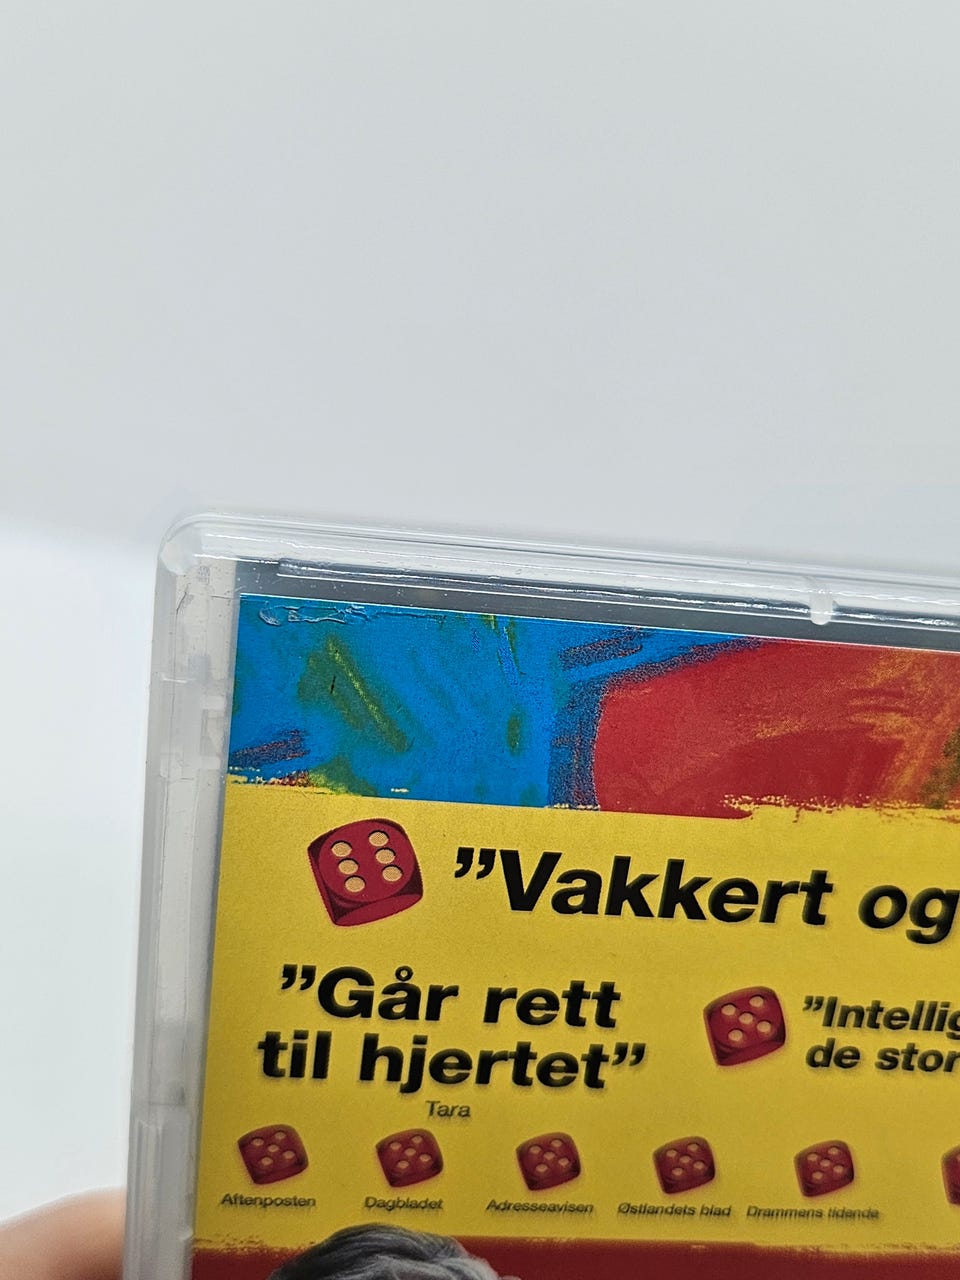 ”Vakkert og
”Går rett
til hjertet”
Tara
”Intellig
de stor
Aftenposten
Dagbladet
Adresseavisen
Østlandets blad
Drammens tidende